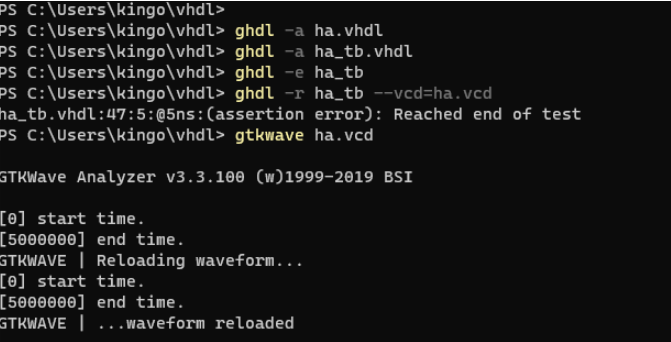 PS C:\Users\kingo\vhdl>
PS C:\Users\kingo\vhdl> ghdl -a ha.vhdl
PS C:\Users\kingo\vhdl> ghdl -a ha_tb.vhdl
PS C:\Users\kingo\vhdl> ghdl -e ha_tb
PS C:\Users\kingo\vhdl> ghdl -r ha_tb --vcd=ha.vcd
ha_tb.vhdl:47:5:@5ns:(assertion error): Reached end of test
PS C:\Users\kingo\vhdl> gtkwave ha.vcd
GTKWave Analyzer v3.3.100 (w)1999-2019 BSI
[0] start time.
[5000000] end time.
GTKWAVE | Reloading waveform...
[0] start time.
[5000000] end time.
GTKWAVE | ...waveform reloaded